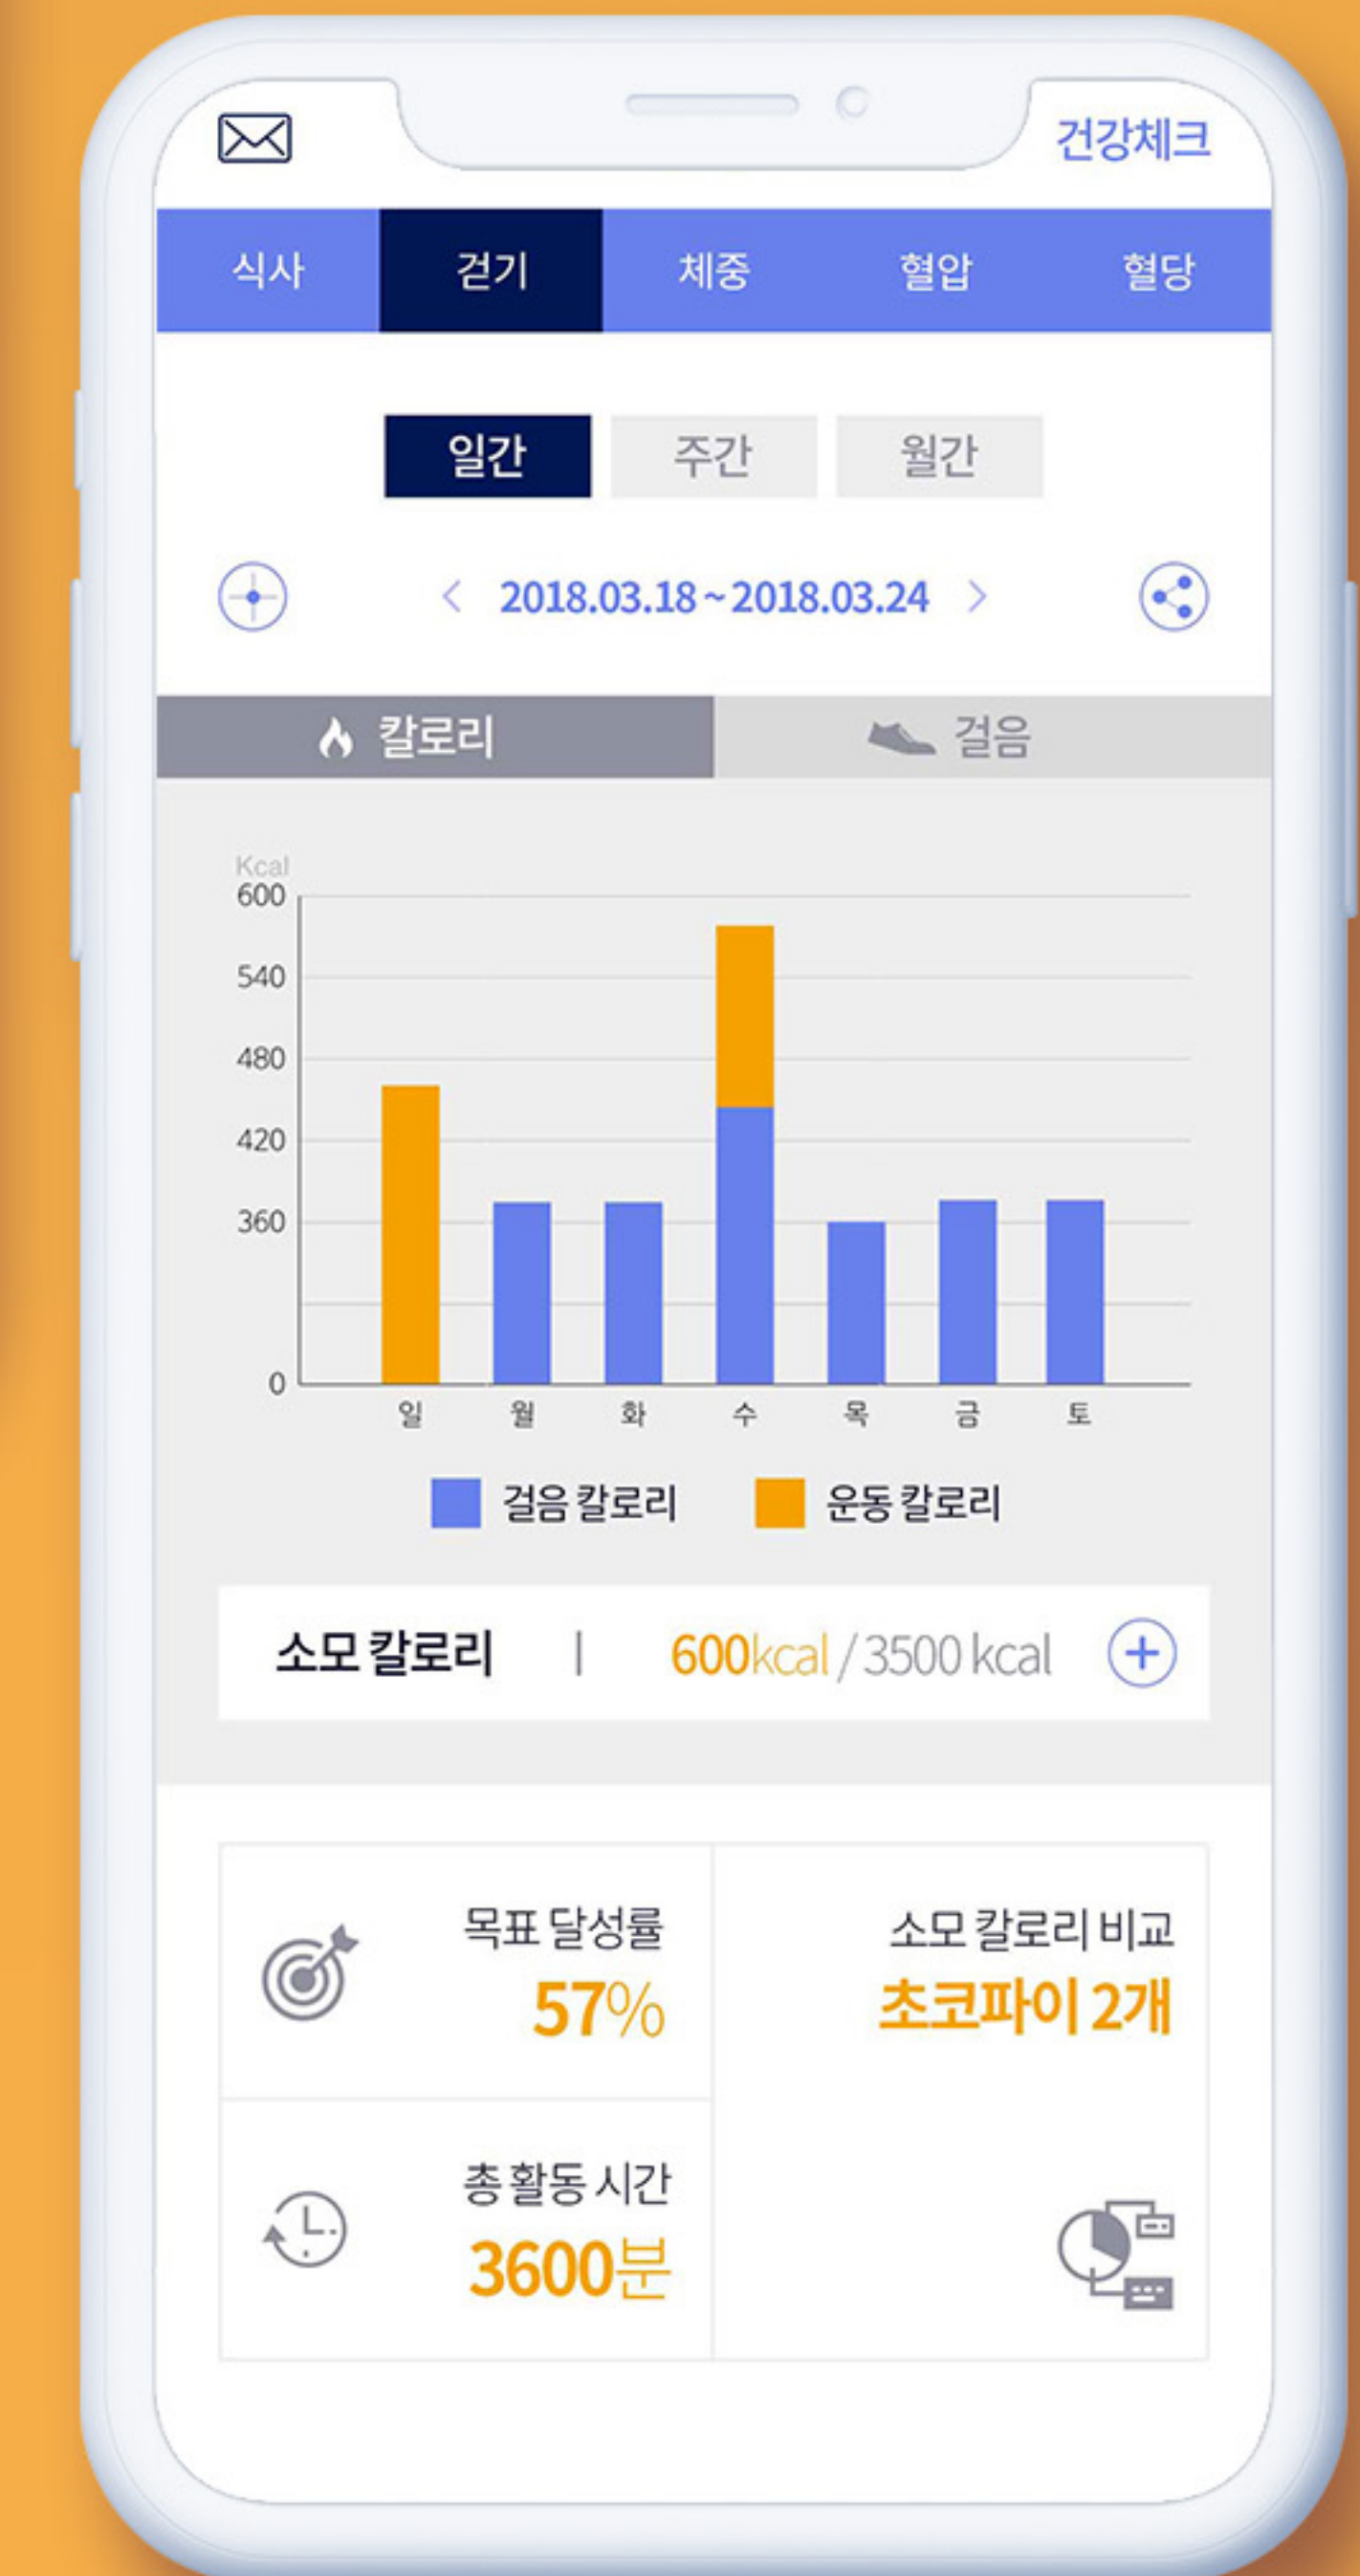 건강체크
식사 걷기 체중 혈압 혈당
일간 주간 월간
2018.03.18 ~ 2018.03.24
칼로리 걸음
Kcal
600
540
480
420
360
0
일 월 화 수 목 금 토
걸음 칼로리 운동 칼로리
소모 칼로리 | 600kcal / 3500 kcal
목표 달성률
57%
소모 칼로리 비교
초코파이 2개
총 활동 시간
3600분